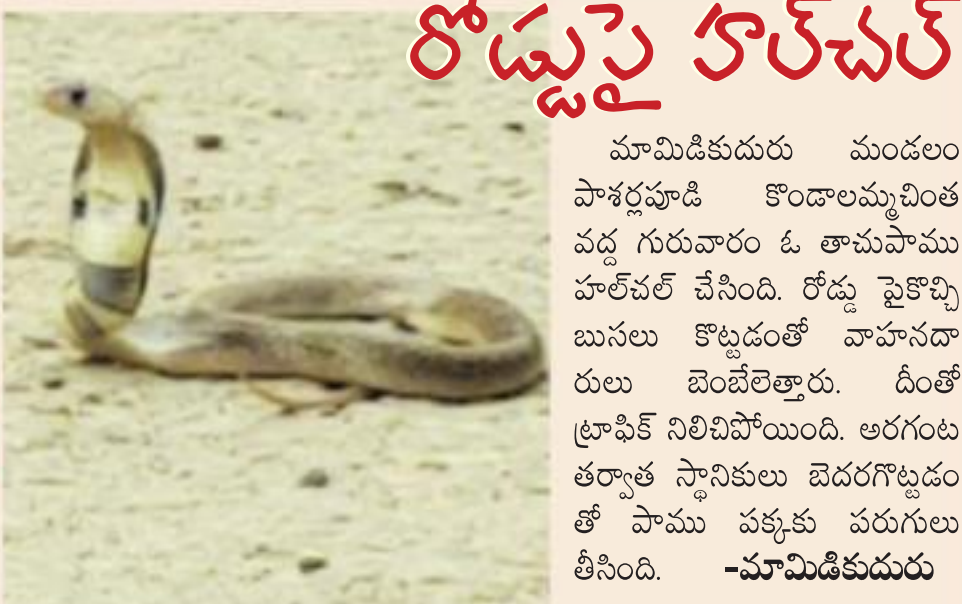 రోడ్డుపై హల్‌చల్
మామిడికుదురు మండలం
పాశర్లపూడి కొండాలమ్మచింత
వద్ద గురువారం ఓ తాచుపాము
హల్‌చల్ చేసింది. రోడ్డు పైకొచ్చి
బుసలు కొట్టడంతో వాహనదా
రులు బెంబేలెత్తారు. దీంతో
ట్రాఫిక్ నిలిచిపోయింది. అరగంట
తర్వాత స్థానికులు బెదరగొట్టడం
తో పాము పక్కకు పరుగులు
తీసింది. -మామిడికుదురు